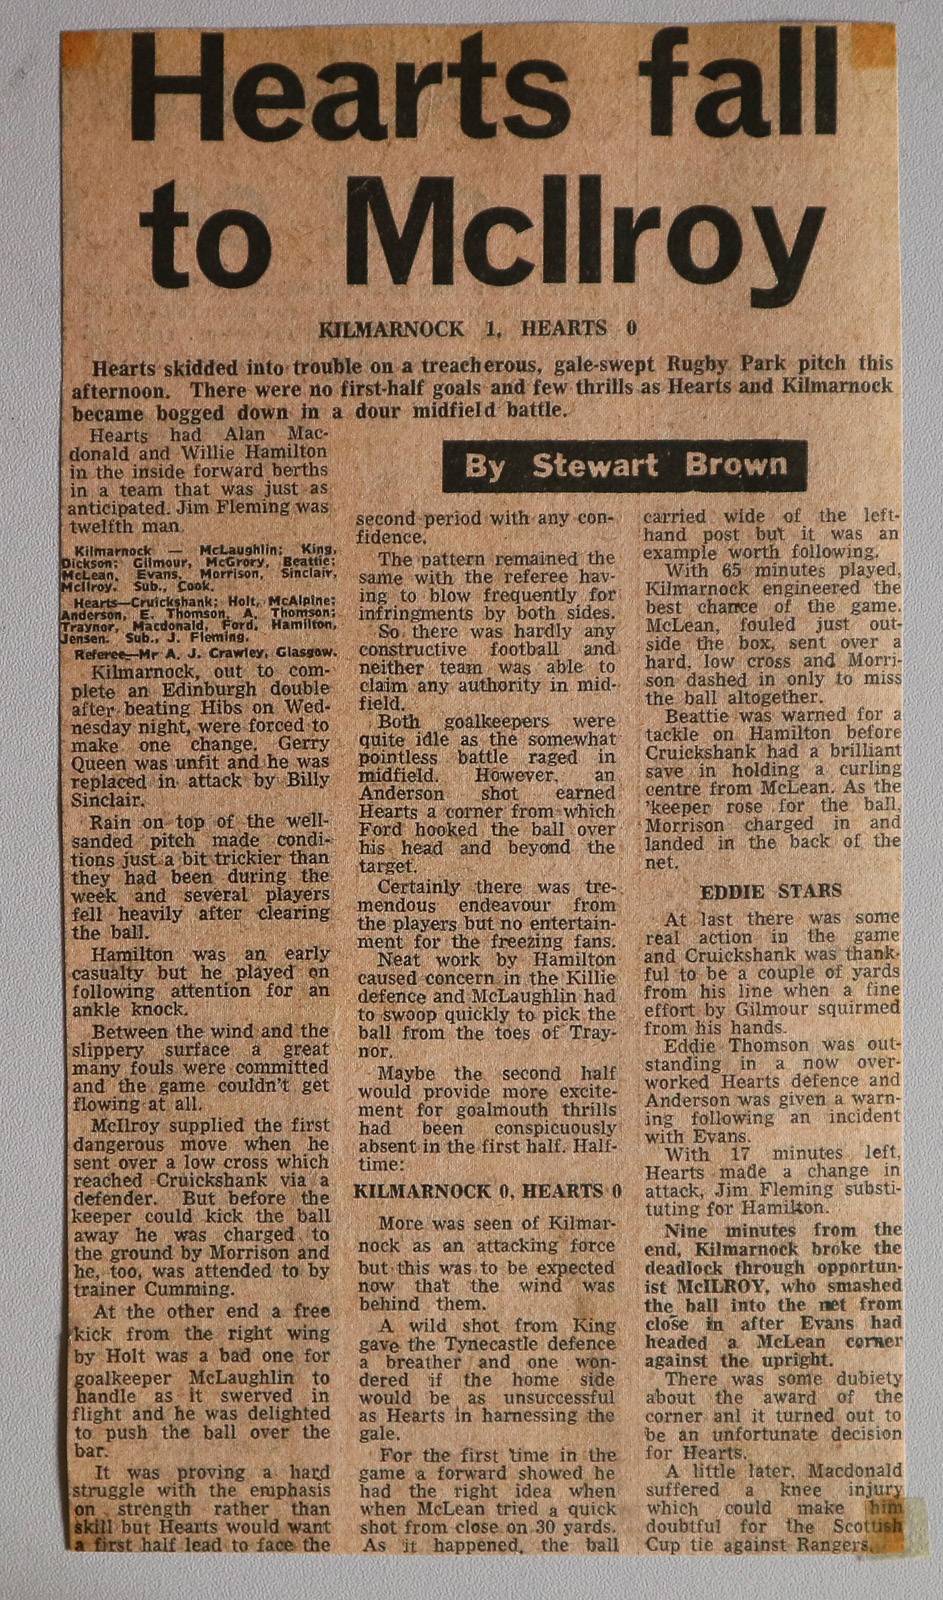 Hearts fall
to McIlroy
KILMARNOCK 1, HEARTS 0
Hearts skidded into trouble on a treacherous, gale-swept Rugby Park pitch this
afternoon. There were no first-half goals and few thrills as Hearts and Kilmarnock
became bogged down in a dour midfield battle.
By Stewart Brown
Hearts had Alan Mac-
donald and Willie Hamilton
in the inside forward berths
in a team that was just as
anticipated. Jim Fleming was
twelfth man.
Kilmarnock — McLaughlin; King,
Dickson; Gilmour, McGrory, Beattie;
McLean, Evans, Morrison, Sinclair,
McIlroy. Sub., Cook.
Hearts—Cruickshank; Holt, McAlpine;
Anderson, E. Thomson, A. Thomson;
Traynor, Macdonald, Ford, Hamilton,
Jensen. Sub., J. Fleming.
Referee—Mr A. J. Crawley, Glasgow.
Kilmarnock, out to com-
plete an Edinburgh double
after beating Hibs on Wed-
nesday night, were forced to
make one change. Gerry
Queen was unfit and he was
replaced in attack by Billy
Sinclair.
Rain on top of the well-
sanded pitch made condi-
tions just a bit trickier than
they had been during the
week and several players
fell heavily after clearing
the ball.
Hamilton was an early
casualty but he played on
following attention for an
ankle knock.
Between the wind and the
slippery surface a great
many fouls were committed
and the game couldn't get
flowing at all.
McIlroy supplied the first
dangerous move when he
sent over a low cross which
reached Cruickshank via a
defender. But before the
keeper could kick the ball
away he was charged to
the ground by Morrison and
he, too, was attended to by
trainer Cumming.
At the other end a free
kick from the right wing
by Holt was a bad one for
goalkeeper McLaughlin to
handle as it swerved in
flight and he was delighted
to push the ball over the
bar.
It was proving a hard
struggle with the emphasis
on strength rather than
skill but Hearts would want
a first half lead to face the
second period with any con-
fidence.
The pattern remained the
same with the referee hav-
ing to blow frequently for
infringments by both sides.
So there was hardly any
constructive football and
neither team was able to
claim any authority in mid-
field.
Both goalkeepers were
quite idle as the somewhat
pointless battle raged in
midfield. However, an
Anderson shot earned
Hearts a corner from which
Ford hooked the ball over
his head and beyond the
target.
Certainly there was tre-
mendous endeavour from
the players but no entertain-
ment for the freezing fans.
Neat work by Hamilton
caused concern in the Killie
defence and McLaughlin had
to swoop quickly to pick the
ball from the toes of Tray-
nor.
Maybe the second half
would provide more excite-
ment for goalmouth thrills
had been conspicuously
absent in the first half. Half-
time:
KILMARNOCK 0, HEARTS 0
More was seen of Kilmar-
nock as an attacking force
but this was to be expected
now that the wind was
behind them.
A wild shot from King
gave the Tynecastle defence
a breather and one won-
dered if the home side
would be as unsuccessful
as Hearts in harnessing the
gale.
For the first time in the
game a forward showed he
had the right idea when
when McLean tried a quick
shot from close on 30 yards.
As it happened, the ball
carried wide of the left-
hand post but it was an
example worth following.
With 65 minutes played,
Kilmarnock engineered the
best chance of the game.
McLean, fouled just out-
side the box, sent over a
hard, low cross and Morri-
son dashed in only to miss
the ball altogether.
Beattie was warned for a
tackle on Hamilton before
Cruickshank had a brilliant
save in holding a curling
centre from McLean. As the
'keeper rose for the ball,
Morrison charged in and
landed in the back of the
net.
EDDIE STARS
At last there was some
real action in the game
and Cruickshank was thank-
ful to be a couple of yards
from his line when a fine
effort by Gilmour squirmed
from his hands.
Eddie Thomson was out-
standing in a now over-
worked Hearts defence and
Anderson was given a warn-
ing following an incident
with Evans.
With 17 minutes left,
Hearts made a change in
attack, Jim Fleming substi-
tuting for Hamilton.
Nine minutes from the
end, Kilmarnock broke the
deadlock through opportun-
ist McILROY, who smashed
the ball into the net from
close in after Evans had
headed a McLean corner
against the upright.
There was some dubiety
about the award of the
corner anl it turned out to
be an unfortunate decision
for Hearts.
A little later, Macdonald
suffered a knee injury
which could make him
doubtful for the Scottish
Cup tie against Rangers.